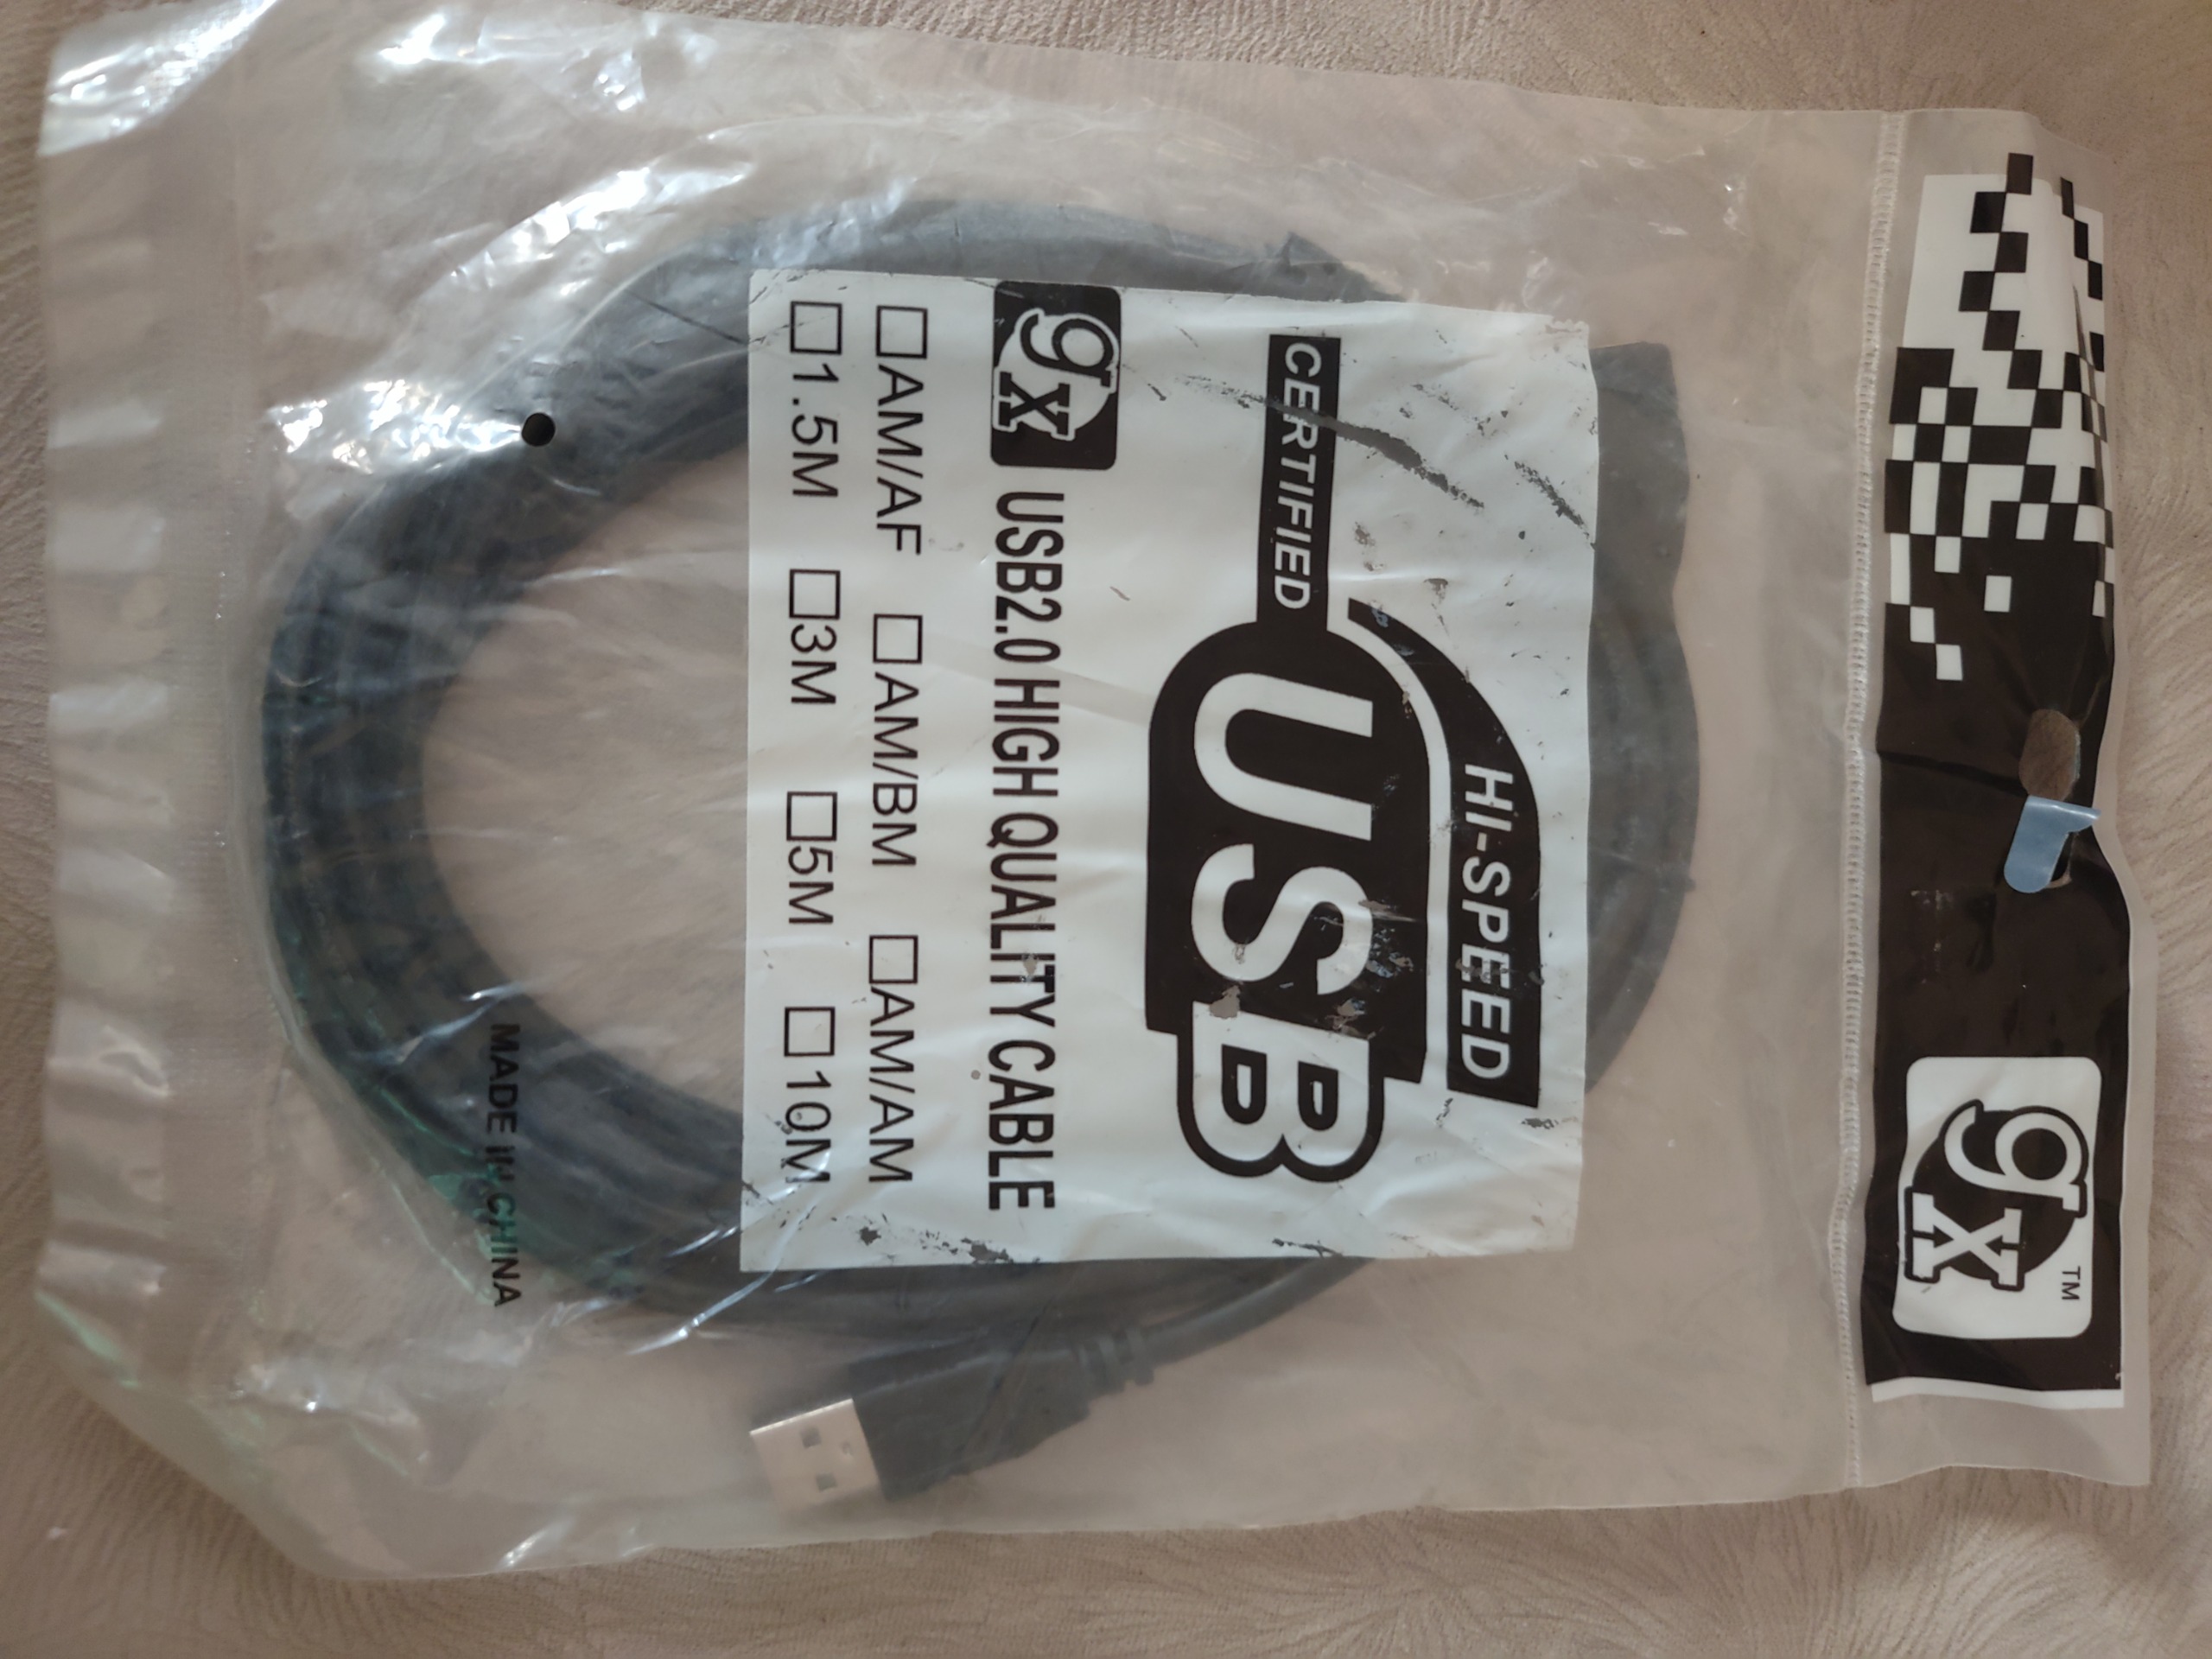 gx TM
HI-SPEED
CERTIFIED
USB
gx USB2.0 HIGH QUALITY CABLE
□AM/AF □AM/BM □AM/AM
□1.5M □3M □5M □10M
MADE IN CHINA